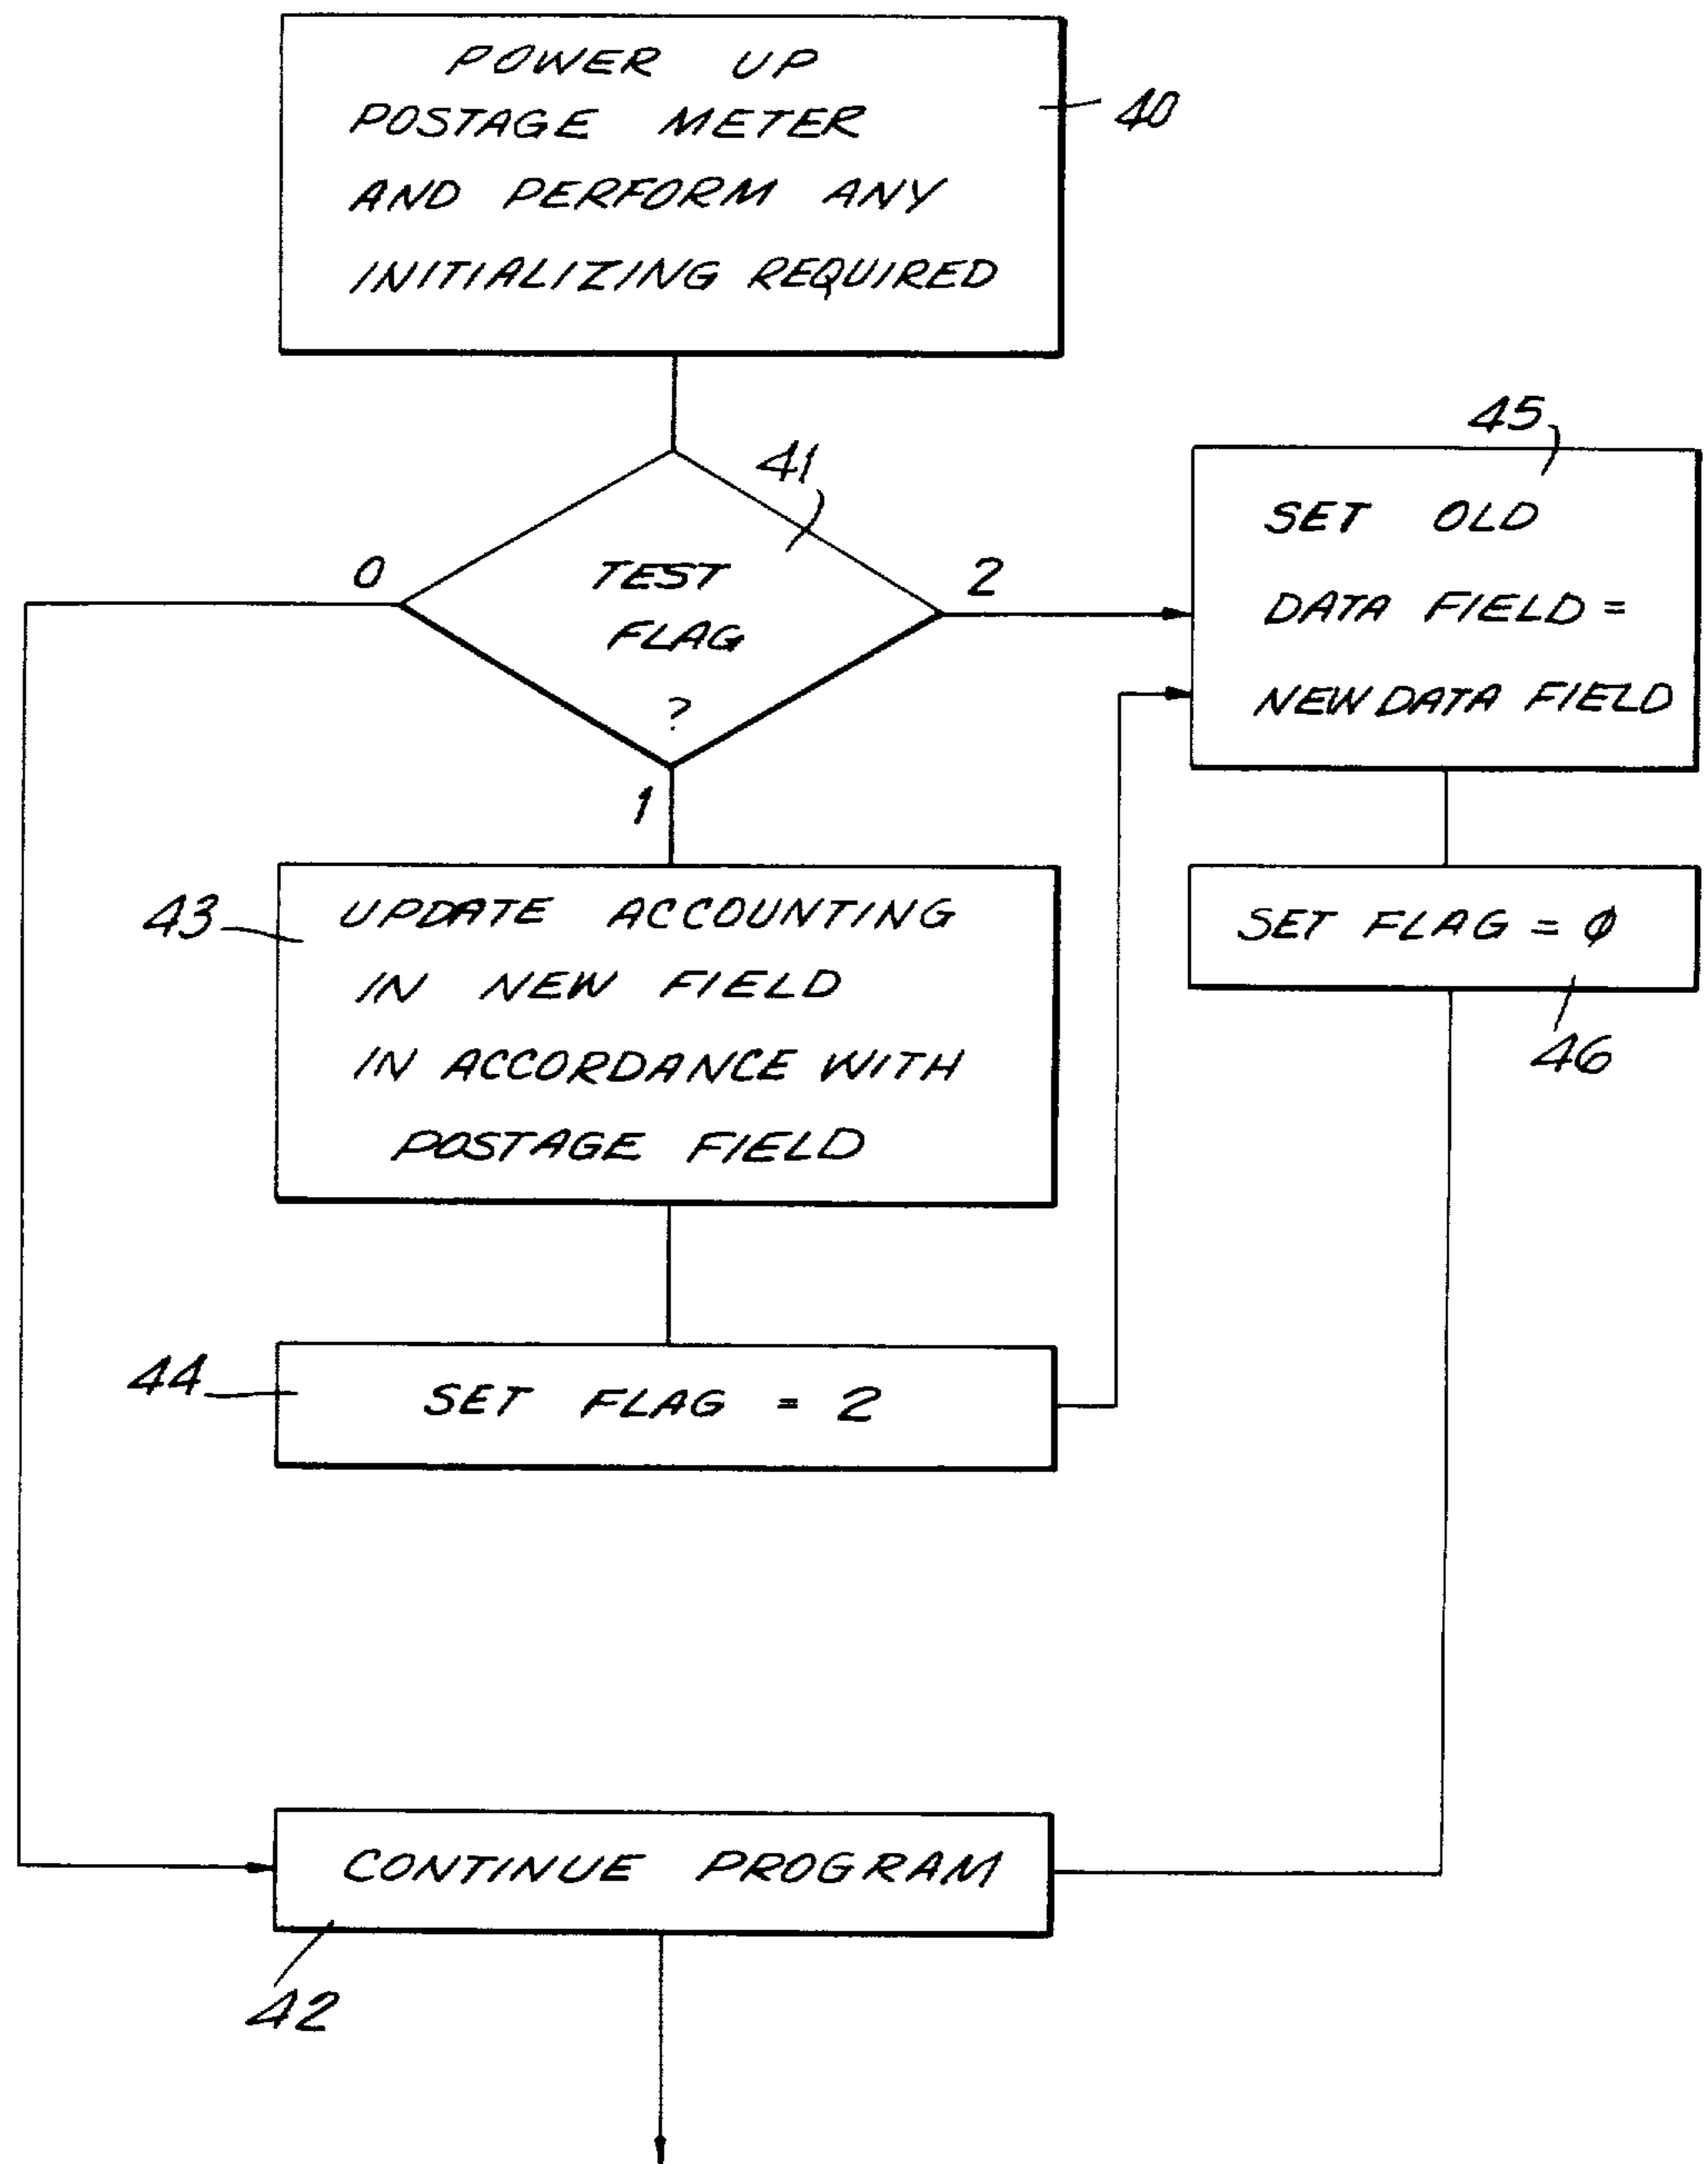 POWER UP
POSTAGE METER
AND PERFORM ANY
INITIALIZING REQUIRED
40
41
TEST
FLAG
?
0
2
1
45
SET OLD
DATA FIELD =
NEW DATA FIELD
SET FLAG = φ
46
43
UPDATE ACCOUNTING
IN NEW FIELD
IN ACCORDANCE WITH
POSTAGE FIELD
44
SET FLAG = 2
CONTINUE PROGRAM
42